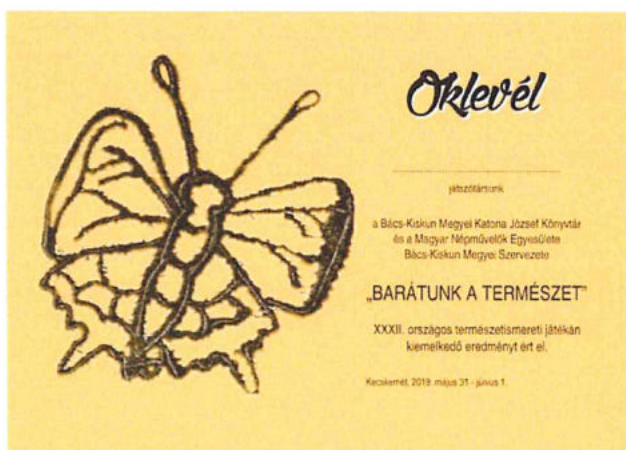 Oklevél
játszótársunk
a Bács-Kiskun Megyei Katona József Könyvtár
és a Magyar Népművelők Egyesülete
Bács-Kiskun Megyei Szervezete
„BARÁTUNK A TERMÉSZET”
XXXII. országos természetismereti játékán
kiemelkedő eredményt ért el.
Kecskemét, 2019. május 31 - június 1.